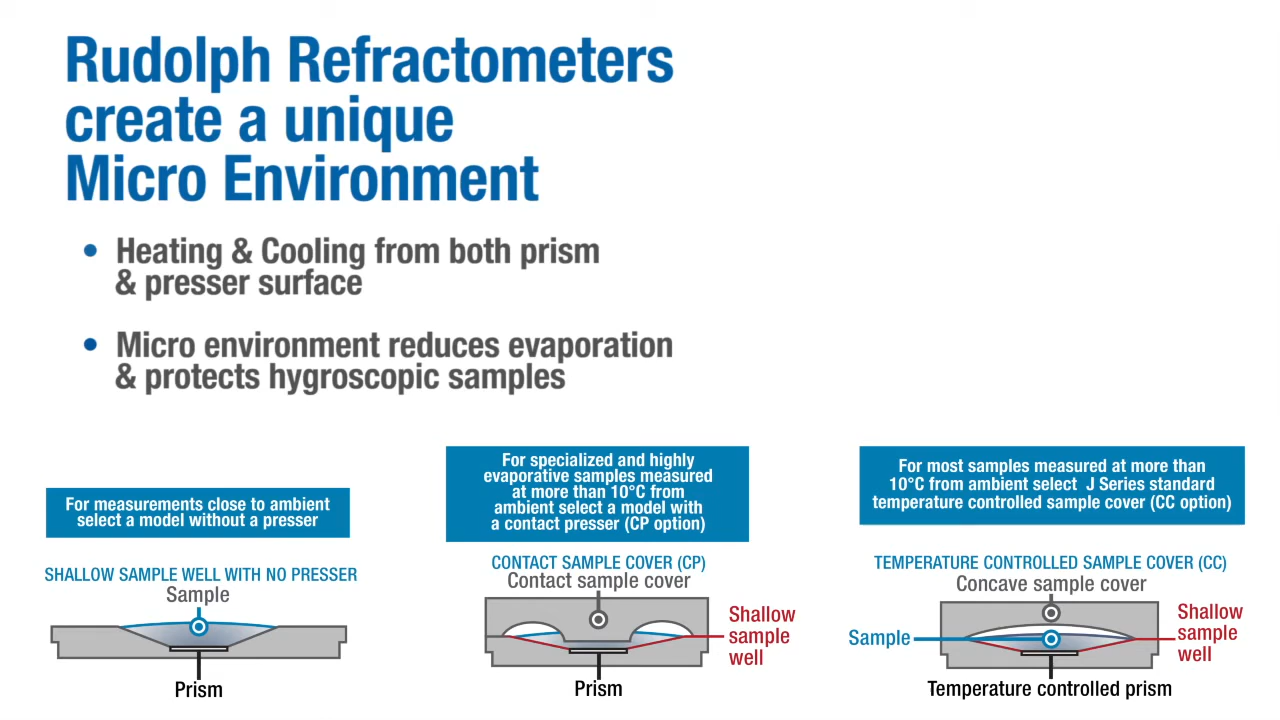 Rudolph Refractometers
create a unique
Micro Environment
• Heating & Cooling from both prism
& presser surface
• Micro environment reduces evaporation
& protects hygroscopic samples
For measurements close to ambient
select a model without a presser
SHALLOW SAMPLE WELL WITH NO PRESSER
Sample
Prism
For specialized and highly
evaporative samples measured
at more than 10°C from
ambient select a model with
a contact presser (CP option)
CONTACT SAMPLE COVER (CP)
Contact sample cover
Shallow
sample
well
Prism
For most samples measured at more than
10°C from ambient select J Series standard
temperature controlled sample cover (CC option)
TEMPERATURE CONTROLLED SAMPLE COVER (CC)
Concave sample cover
Sample
Shallow
sample
well
Temperature controlled prism